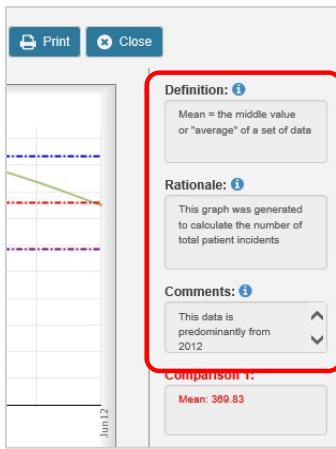 Print
Close
Definition:
Mean = the middle value
or "average" of a set of data
Rationale:
This graph was generated
to calculate the number of
total patient incidents
Comments:
This data is
predominantly from
2012
Comparison 1:
Mean: 369.83
Jun 12